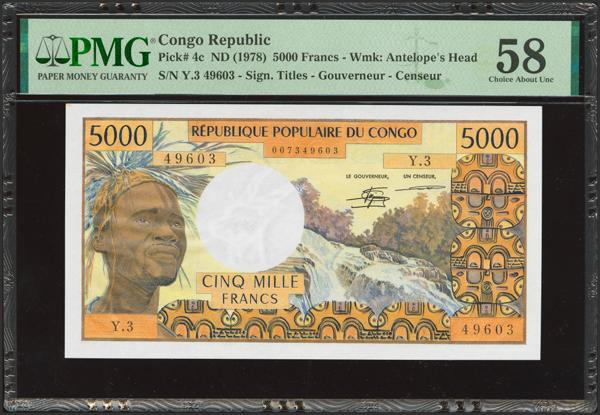 PMG
PAPER MONEY GUARANTY
Congo Republic
Pick# 4c ND (1978) 5000 Francs - Wmk: Antelope's Head
S/N Y.3 49603 - Sign. Titles - Gouverneur - Censeur
58
Choice About Unc
5000
RÉPUBLIQUE POPULAIRE DU CONGO
5000
49603
007349603
Y.3
LE GOUVERNEUR,
UN CENSEUR,
CINQ MILLE
FRANCS
Y.3
49603